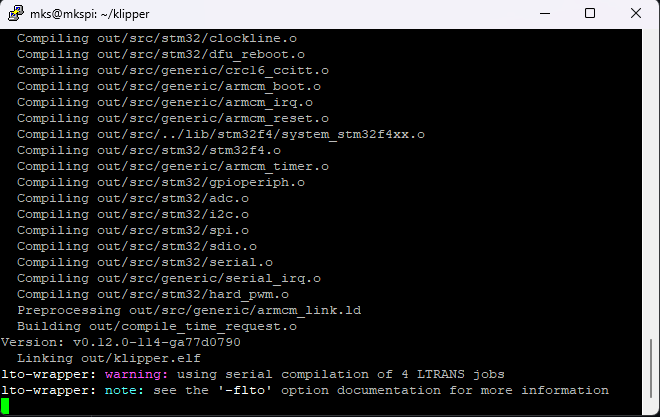 mks@mkspi: ~/klipper
Compiling out/src/stm32/clockline.o
Compiling out/src/stm32/dfu_reboot.o
Compiling out/src/generic/crc16_ccitt.o
Compiling out/src/generic/armcm_boot.o
Compiling out/src/generic/armcm_irq.o
Compiling out/src/generic/armcm_reset.o
Compiling out/src/../lib/stm32f4/system_stm32f4xx.o
Compiling out/src/stm32/stm32f4.o
Compiling out/src/generic/armcm_timer.o
Compiling out/src/stm32/gpioperiph.o
Compiling out/src/stm32/adc.o
Compiling out/src/stm32/i2c.o
Compiling out/src/stm32/spi.o
Compiling out/src/stm32/sdio.o
Compiling out/src/stm32/serial.o
Compiling out/src/generic/serial_irq.o
Compiling out/src/stm32/hard_pwm.o
Preprocessing out/src/generic/armcm_link.ld
Building out/compile_time_request.o
Version: v0.12.0-114-ga77d0790
Linking out/klipper.elf
lto-wrapper: warning: using serial compilation of 4 LTRANS jobs
lto-wrapper: note: see the '-flto' option documentation for more information